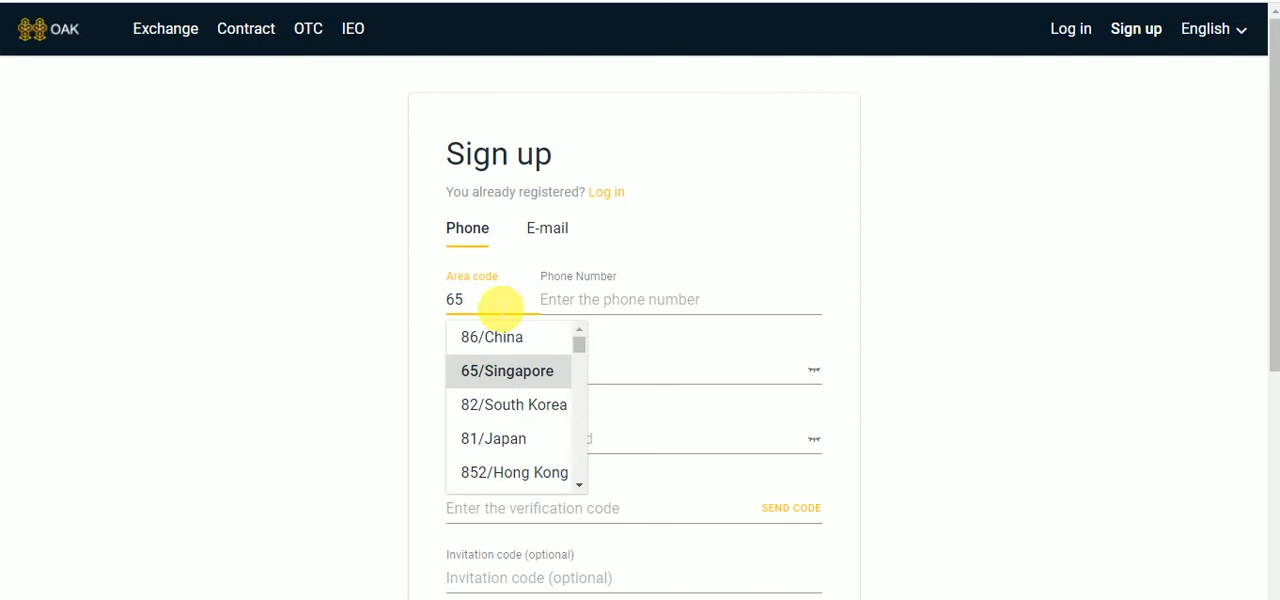 OAK Exchange Contract OTC IEO Log in Sign up English
Sign up
You already registered? Log in
Phone E-mail
Area code Phone Number
65 Enter the phone number
86/China
65/Singapore
82/South Korea
81/Japan
852/Hong Kong
Enter the verification code SEND CODE
Invitation code (optional)
Invitation code (optional)